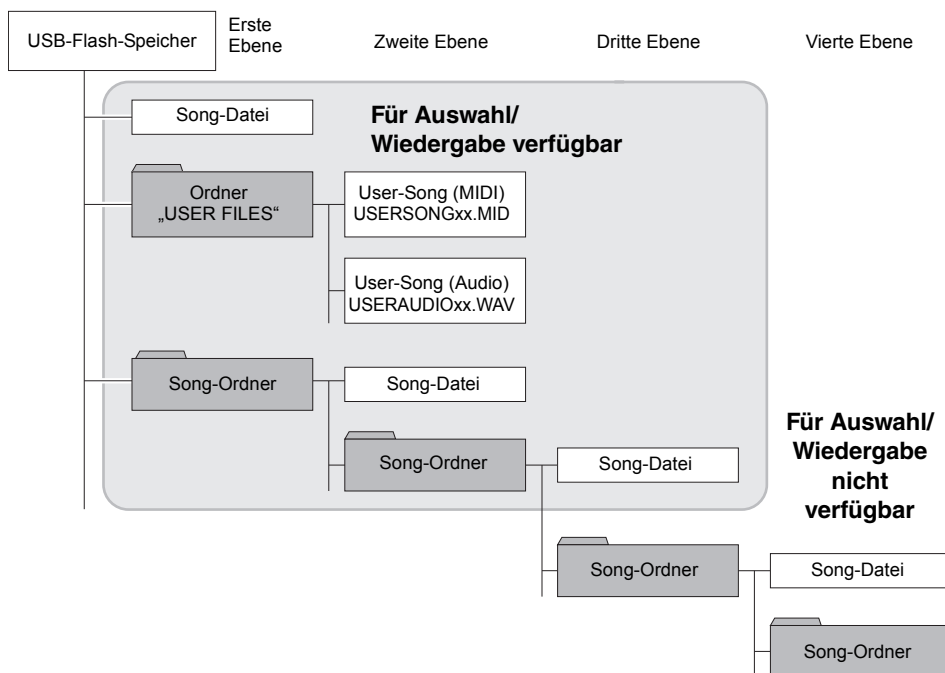 USB-Flash-Speicher
Erste
Ebene
Zweite Ebene
Dritte Ebene
Vierte Ebene
Song-Datei
Für Auswahl/
Wiedergabe verfügbar
Ordner
„USER FILES“
User-Song (MIDI)
USERSONGxx.MID
User-Song (Audio)
USERAUDIOxx.WAV
Song-Ordner
Song-Datei
Song-Ordner
Song-Datei
Für Auswahl/
Wiedergabe
nicht
verfügbar
Song-Ordner
Song-Datei
Song-Ordner